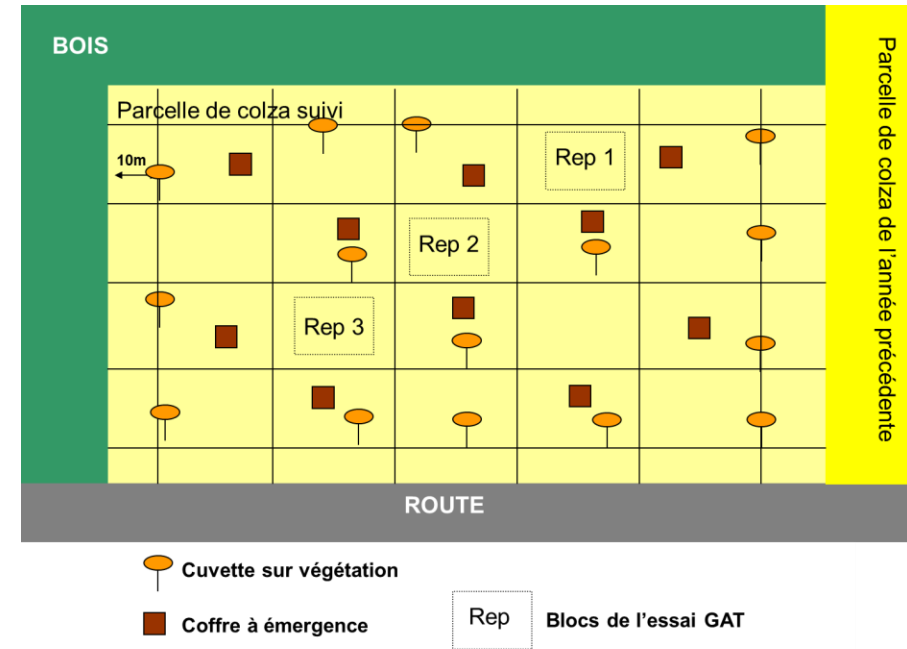 BOIS
Parcelle de colza suivi
10m
Rep 1
Rep 2
Rep 3
Parcelle de colza de l'année précédente
ROUTE
Cuvette sur végétation
Coffre à émergence
Rep
Blocs de l'essai GAT